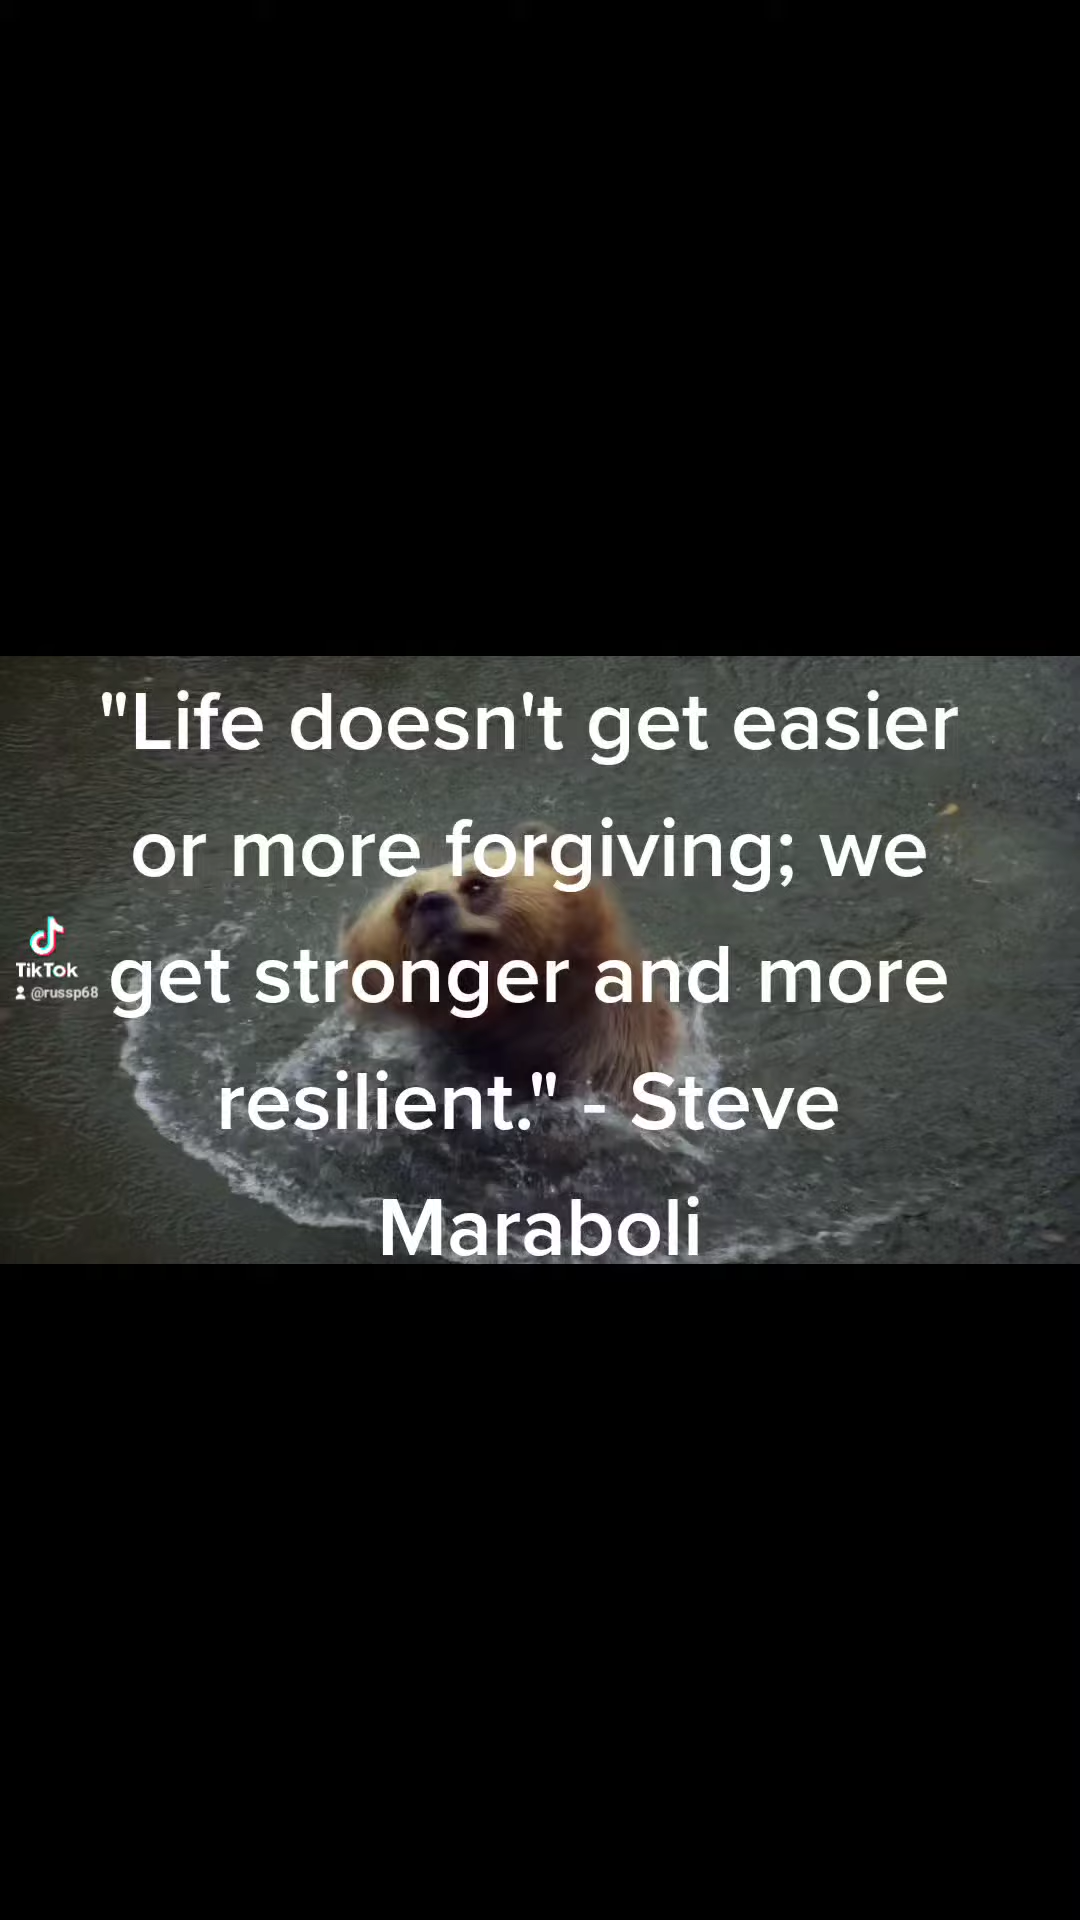 "Life doesn't get easier
or more forgiving; we
get stronger and more
resilient." - Steve
Maraboli
TikTok
@russp68